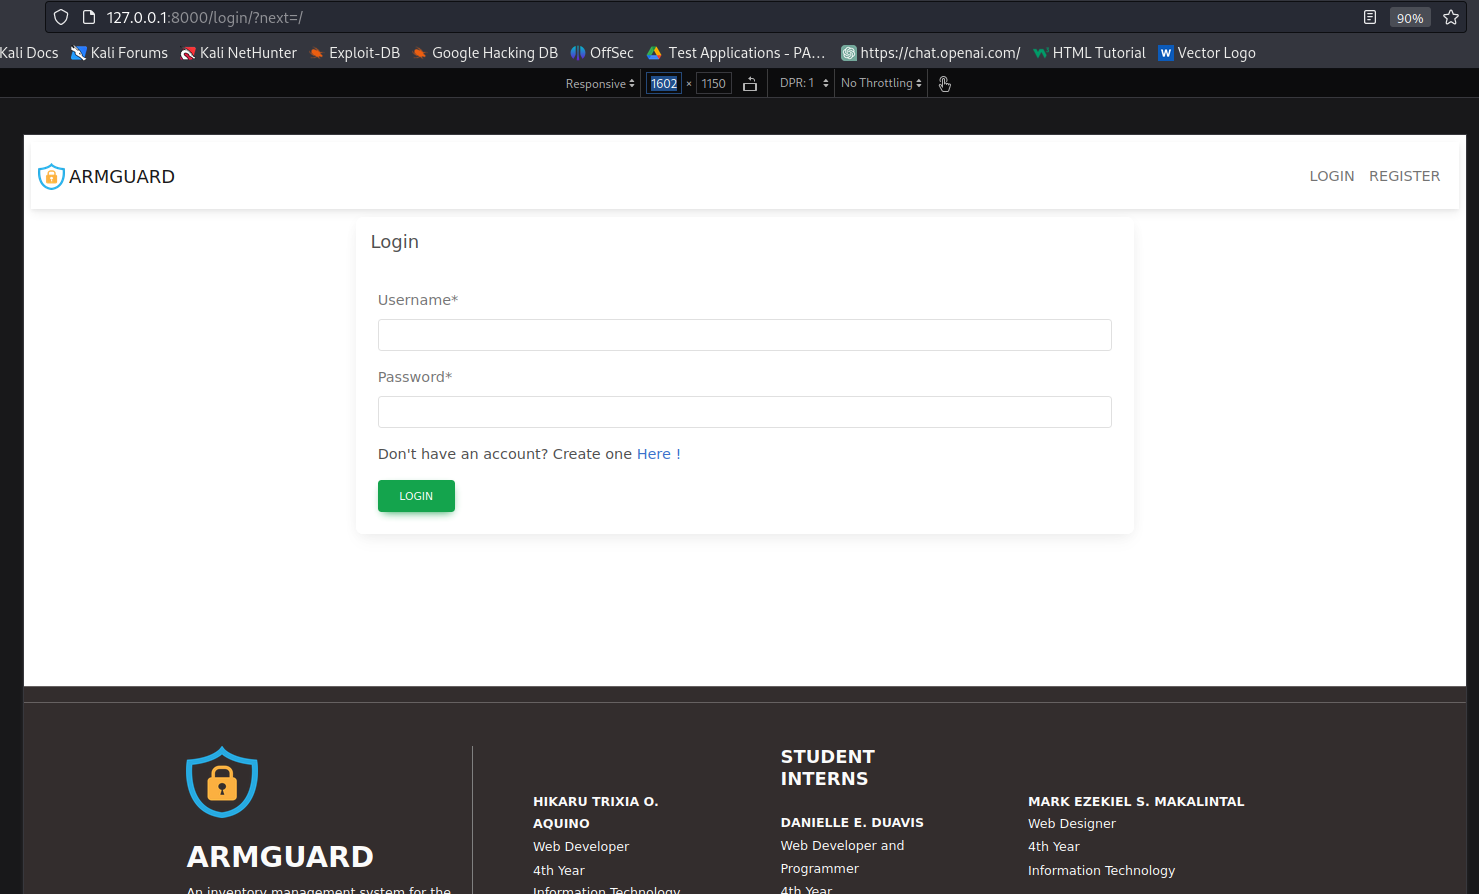 127.0.0.1:8000/login/?next=/
90%
Kali Docs
Kali Forums
Kali NetHunter
Exploit-DB
Google Hacking DB
OffSec
Test Applications - PA...
https://chat.openai.com/
HTML Tutorial
W
Vector Logo
Responsive
1602 × 1150
DPR: 1
No Throttling
ARMGUARD
LOGIN
REGISTER
Login
Username*
Password*
Don't have an account? Create one Here !
LOGIN
ARMGUARD
An inventory management system for the
HIKARU TRIXIA O.
AQUINO
Web Developer
4th Year
Information Technology
STUDENT
INTERNS
DANIELLE E. DUAVIS
Web Developer and
Programmer
4th Year
MARK EZEKIEL S. MAKALINTAL
Web Designer
4th Year
Information Technology